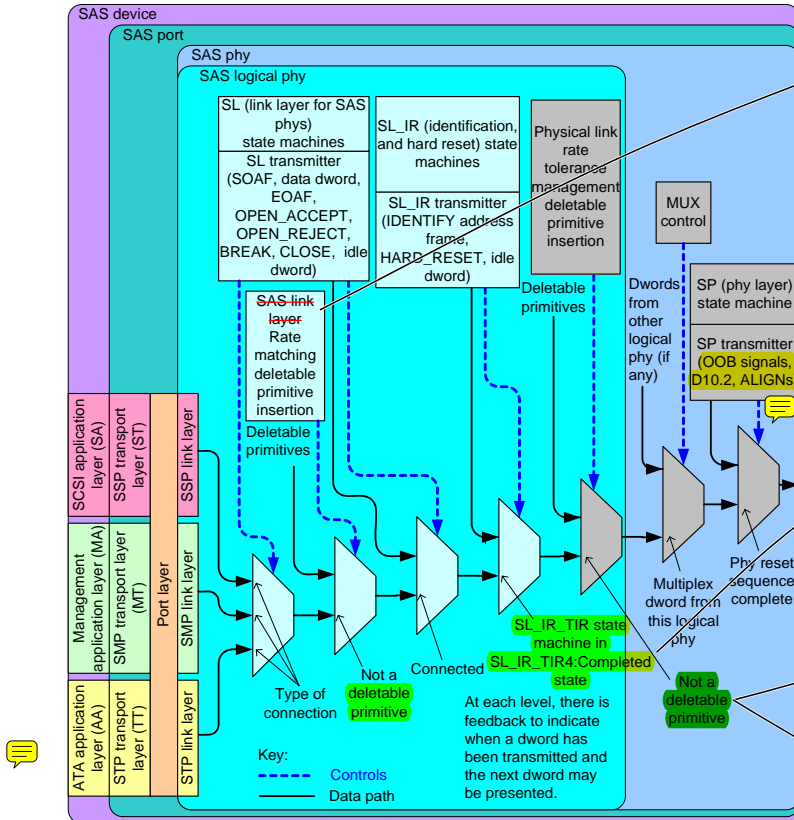 SAS device
SAS port
SAS phy
SAS logical phy
SL (link layer for SAS
phys)
state machines
SL transmitter
(SOAF, data dword,
EOAF,
OPEN_ACCEPT,
OPEN_REJECT,
BREAK, CLOSE, idle
dword)
SL_IR (identification,
and hard reset) state
machines
SL_IR transmitter
(IDENTIFY address
frame,
HARD_RESET, idle
dword)
Physical link
rate
tolerance
management
deletable
primitive
insertion
MUX
control
SP (phy layer)
state machine
SP transmitter
(OOB signals,
D10.2, ALIGNs
Deletable
primitives
Dwords
from
other
logical
phy (if
any)
SAS link
layer
Rate
matching
deletable
primitive
insertion
Deletable
primitives
SCSI application
layer (SA)
SSP transport
layer (ST)
SSP link layer
Management
application layer (MA)
SMP transport layer
(MT)
Port layer
SMP link layer
ATA application
layer (AA)
STP transport
layer (TT)
STP link layer
Type of
connection
Not a
deletable
primitive
Connected
SL_IR_TIR state
machine in
SL_IR_TIR4:Completed
state
Multiplex
dword from
this logical
phy
Phy reset
sequence
complete
Not a
deletable
primitive
At each level, there is
feedback to indicate
when a dword has
been transmitted and
the next dword may
be presented.
Key:
Controls
Data path